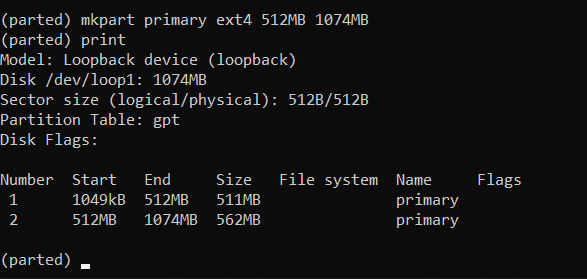 (parted) mkpart primary ext4 512MB 1074MB
(parted) print
Model: Loopback device (loopback)
Disk /dev/loop1: 1074MB
Sector size (logical/physical): 512B/512B
Partition Table: gpt
Disk Flags:
Number  Start   End     Size   File system  Name     Flags
 1      1049kB  512MB   511MB               primary
 2      512MB   1074MB  562MB               primary
(parted)